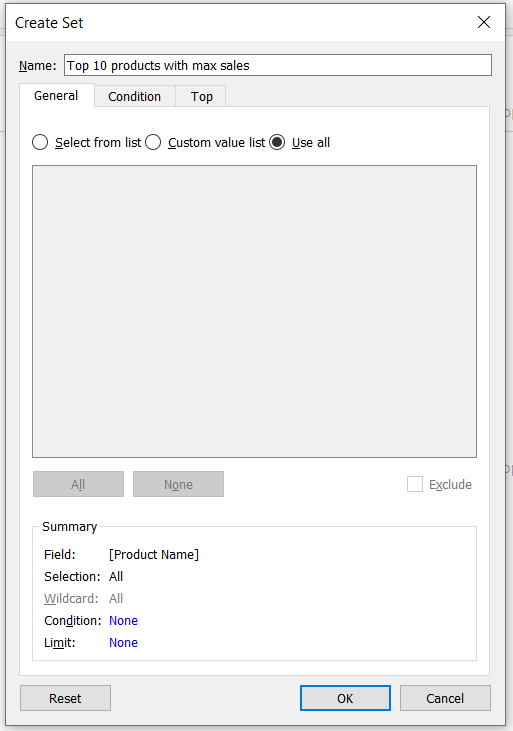 Create Set
Name: Top 10 products with max sales
General Condition Top
Select from list Custom value list Use all
All None Exclude
Summary
Field: [Product Name]
Selection: All
Wildcard: All
Condition: None
Limit: None
Reset OK Cancel